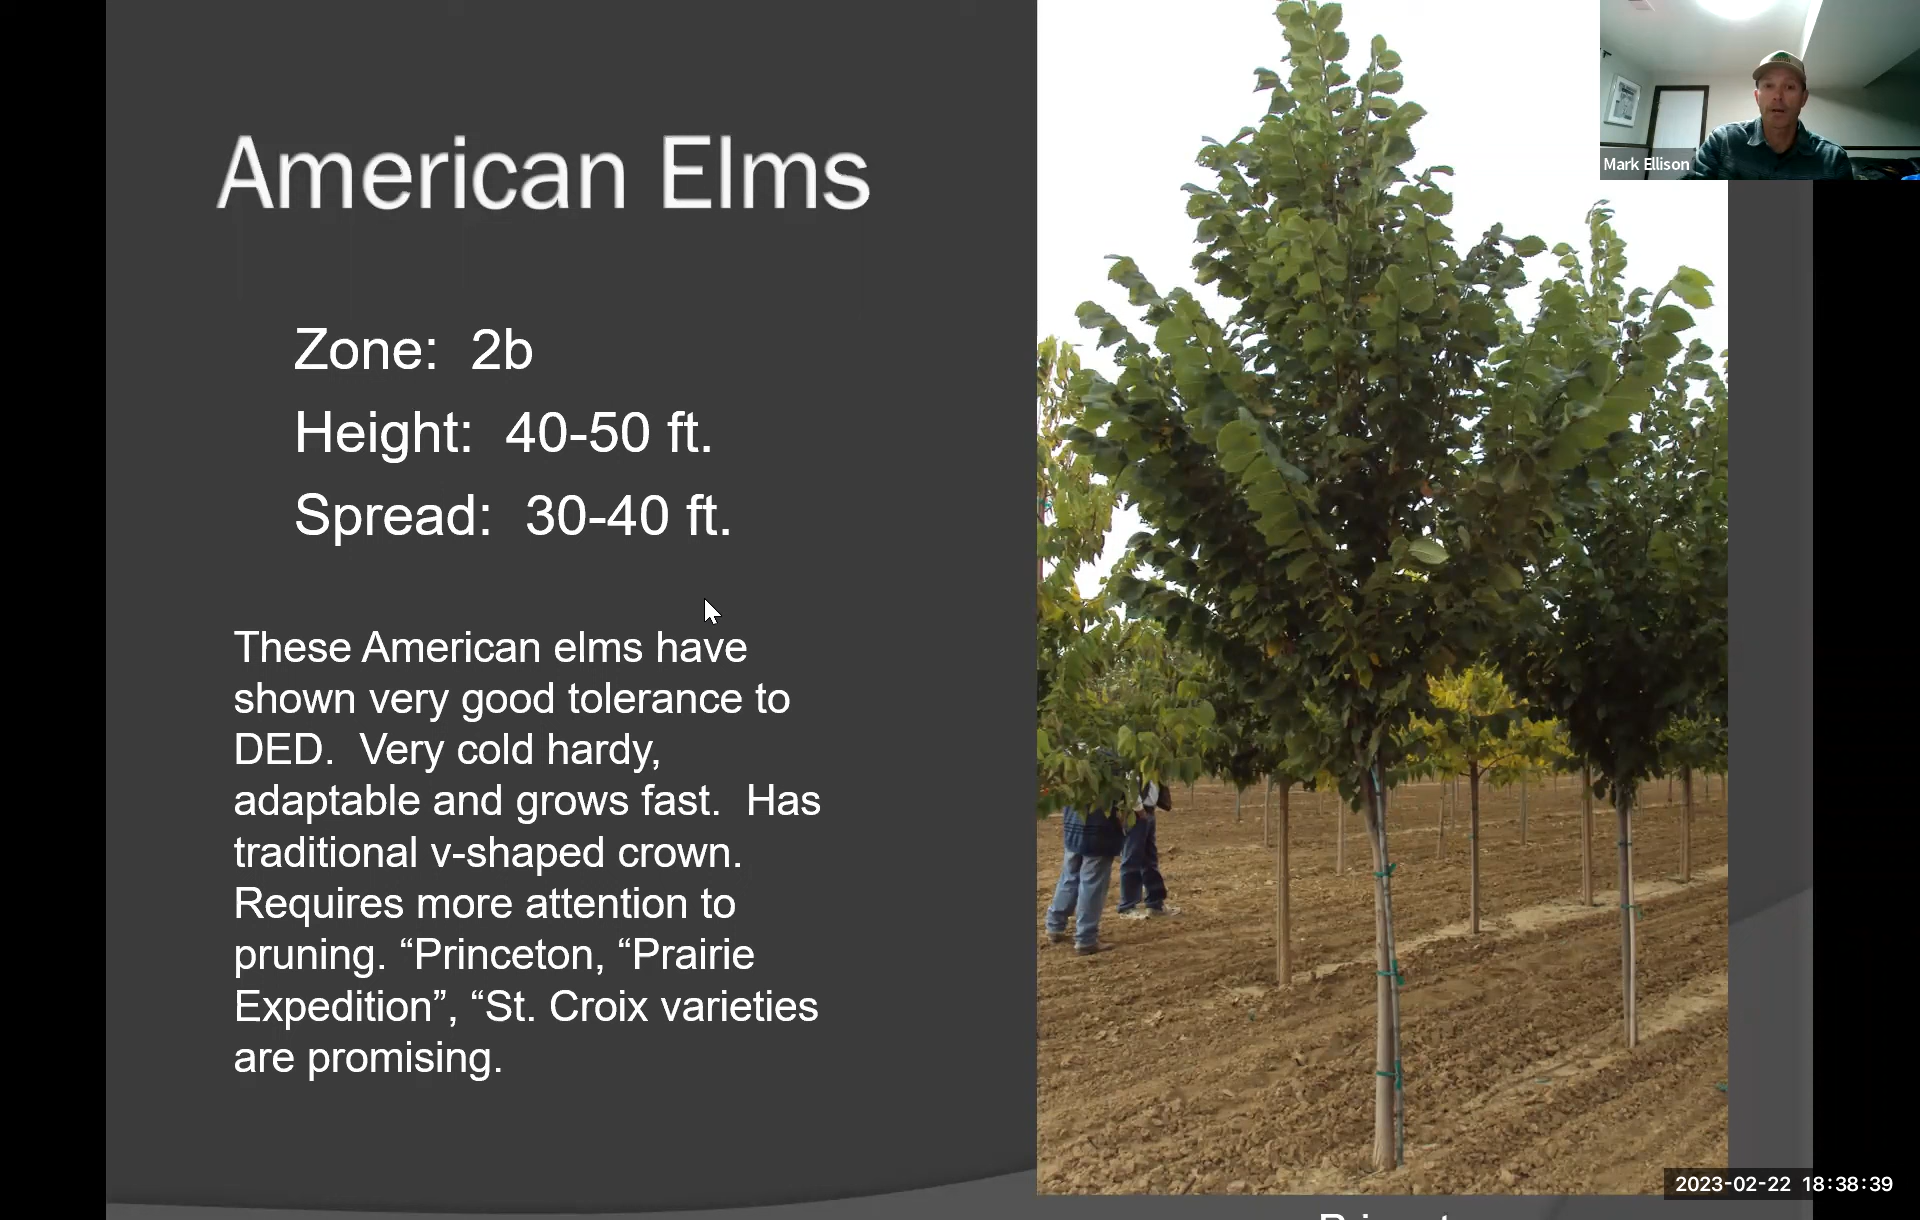 American Elms
Mark Ellison
Zone: 2b
Height: 40-50 ft.
Spread: 30-40 ft.
These American elms have
shown very good tolerance to
DED. Very cold hardy,
adaptable and grows fast. Has
traditional v-shaped crown.
Requires more attention to
pruning. “Princeton, “Prairie
Expedition”, “St. Croix varieties
are promising.
2023-02-22 18:38:39